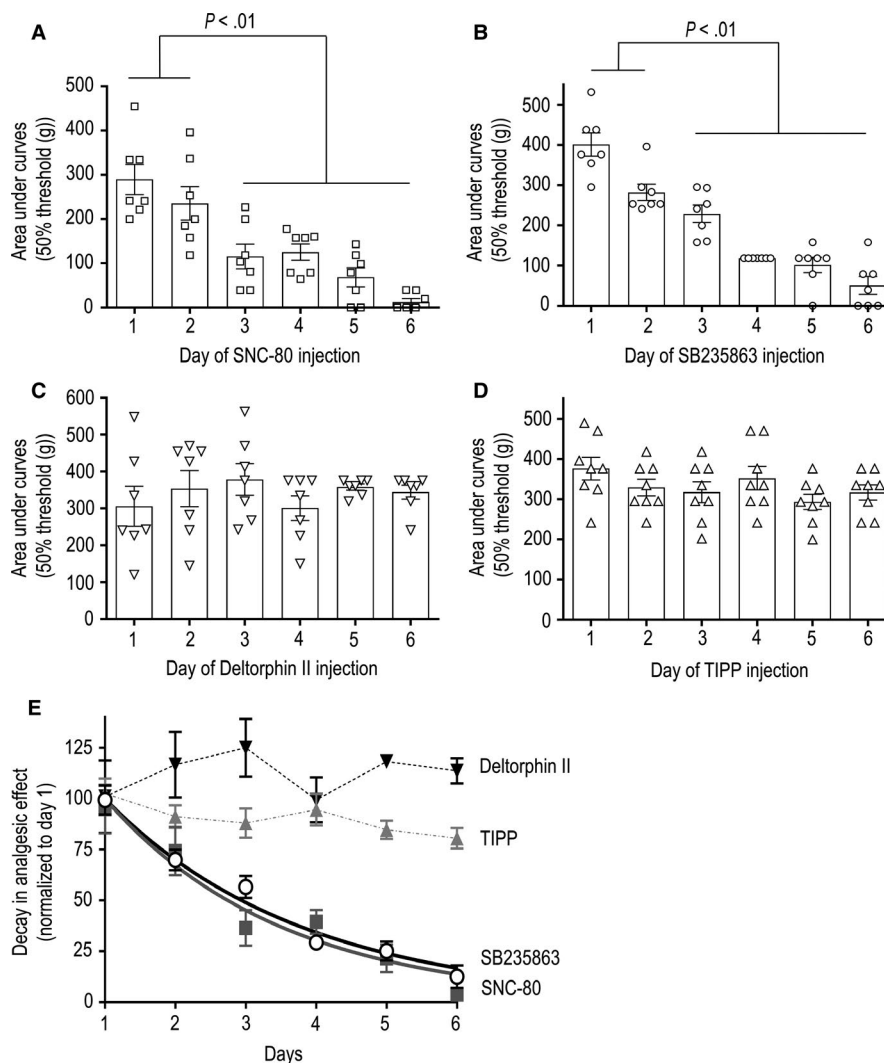 A
P < .01
Area under curves
(50% threshold (g))
500
400
300
200
100
0
1 2 3 4 5 6
Day of SNC-80 injection
B
P < .01
Area under curves
(50% threshold (g))
500
400
300
200
100
0
1 2 3 4 5 6
Day of SB235863 injection
C
Area under curves
(50% threshold (g))
600
500
400
300
200
100
0
1 2 3 4 5 6
Day of Deltorphin II injection
D
Area under curves
(50% threshold (g))
500
400
300
200
100
0
1 2 3 4 5 6
Day of TIPP injection
E
Decay in analgesic effect
(normalized to day 1)
125
100
75
50
25
0
1 2 3 4 5 6
Days
Deltorphin II
TIPP
SB235863
SNC-80